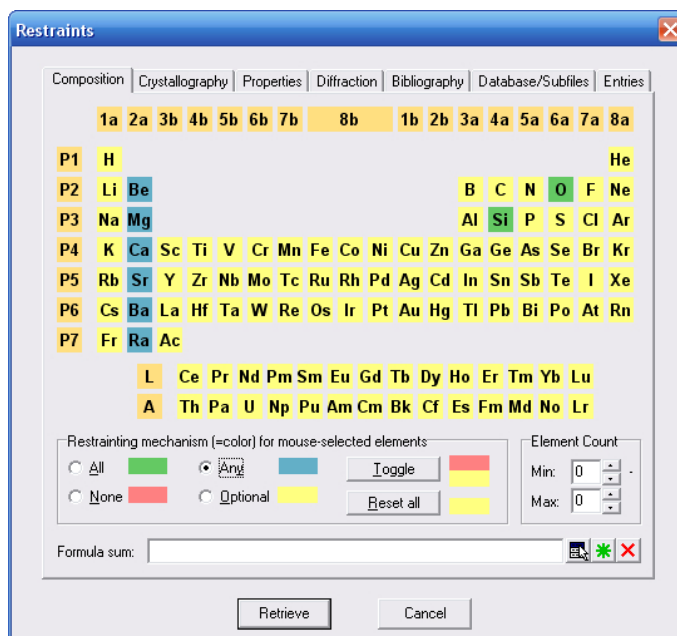 Restraints
Composition Crystallography Properties Diffraction Bibliography Database/Subfiles Entries
1a 2a 3b 4b 5b 6b 7b 8b 1b 2b 3a 4a 5a 6a 7a 8a
P1 H He
P2 Li Be B C N O F Ne
P3 Na Mg Al Si P S Cl Ar
P4 K Ca Sc Ti V Cr Mn Fe Co Ni Cu Zn Ga Ge As Se Br Kr
P5 Rb Sr Y Zr Nb Mo Tc Ru Rh Pd Ag Cd In Sn Sb Te I Xe
P6 Cs Ba La Hf Ta W Re Os Ir Pt Au Hg Tl Pb Bi Po At Rn
P7 Fr Ra Ac
L Ce Pr Nd Pm Sm Eu Gd Tb Dy Ho Er Tm Yb Lu
A Th Pa U Np Pu Am Cm Bk Cf Es Fm Md No Lr
Restrainting mechanism (=color) for mouse-selected elements Element Count
All Any Toggle Min: 0 -
None Optional Reset all Max: 0
Formula sum:
Retrieve Cancel